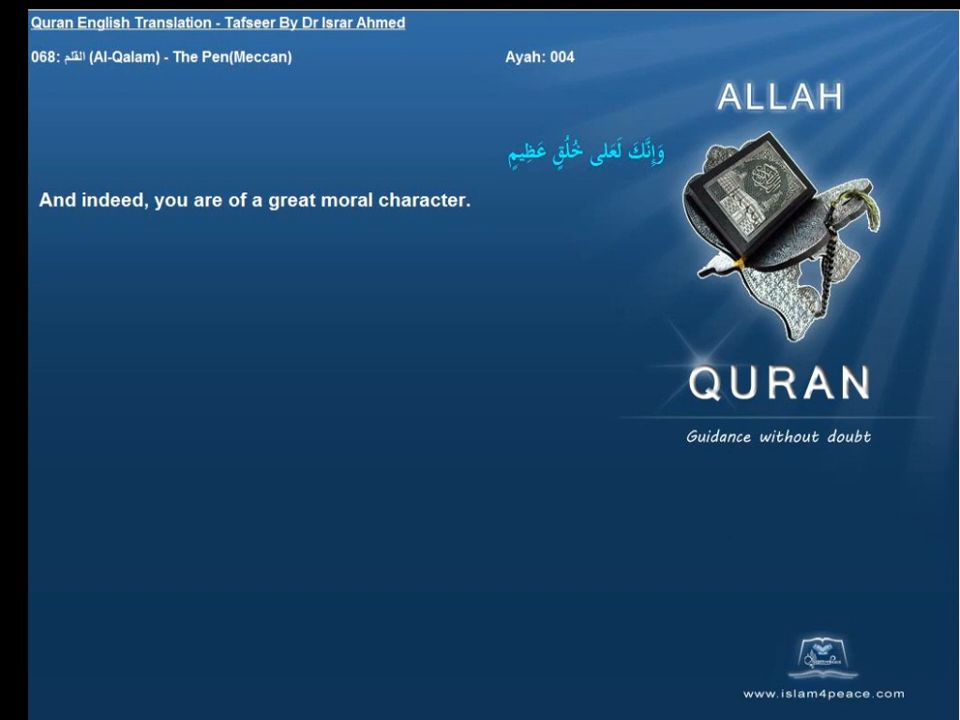 Quran English Translation - Tafseer By Dr Israr Ahmed
068: القلم (Al-Qalam) - The Pen(Meccan) Ayah: 004
ALLAH
وَإِنَّكَ لَعَلى خُلُقٍ عَظِيمٍ
And indeed, you are of a great moral character.
QURAN
Guidance without doubt
www.islam4peace.com